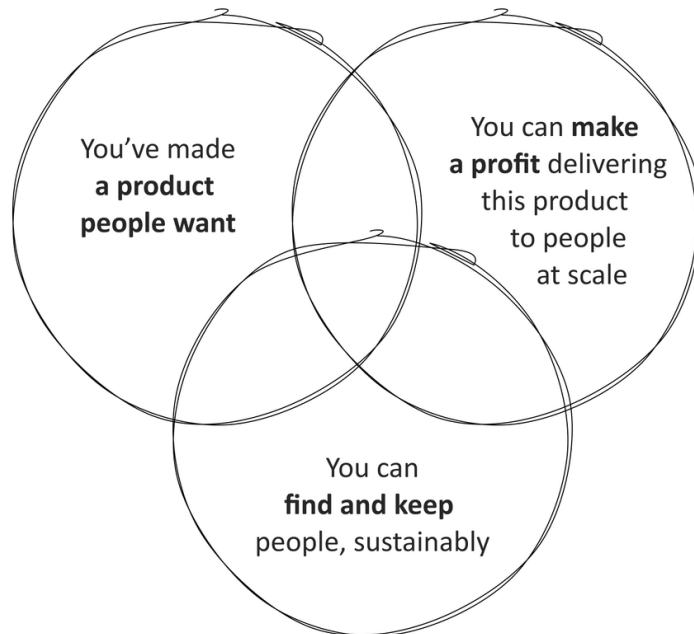 You’ve made
a product
people want
You can make
a profit delivering
this product
to people
at scale
You can
find and keep
people, sustainably